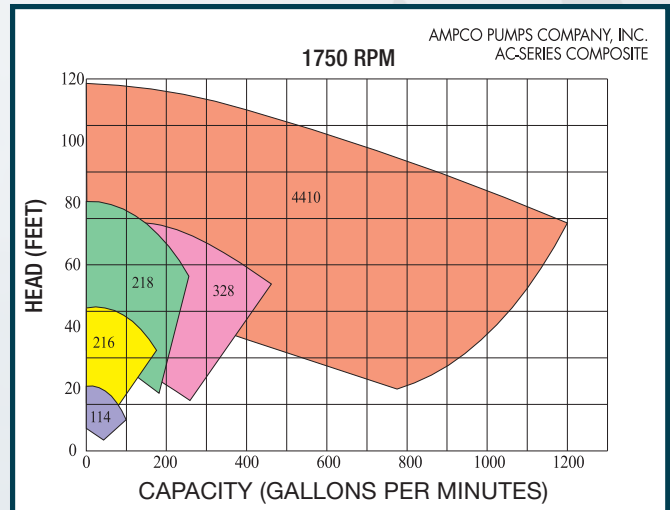 AMPCO PUMPS COMPANY, INC.
AC-SERIES COMPOSITE
1750 RPM
120
100
80
60
40
20
0
HEAD (FEET)
4410
218
328
216
114
0 200 400 600 800 1000 1200
CAPACITY (GALLONS PER MINUTES)